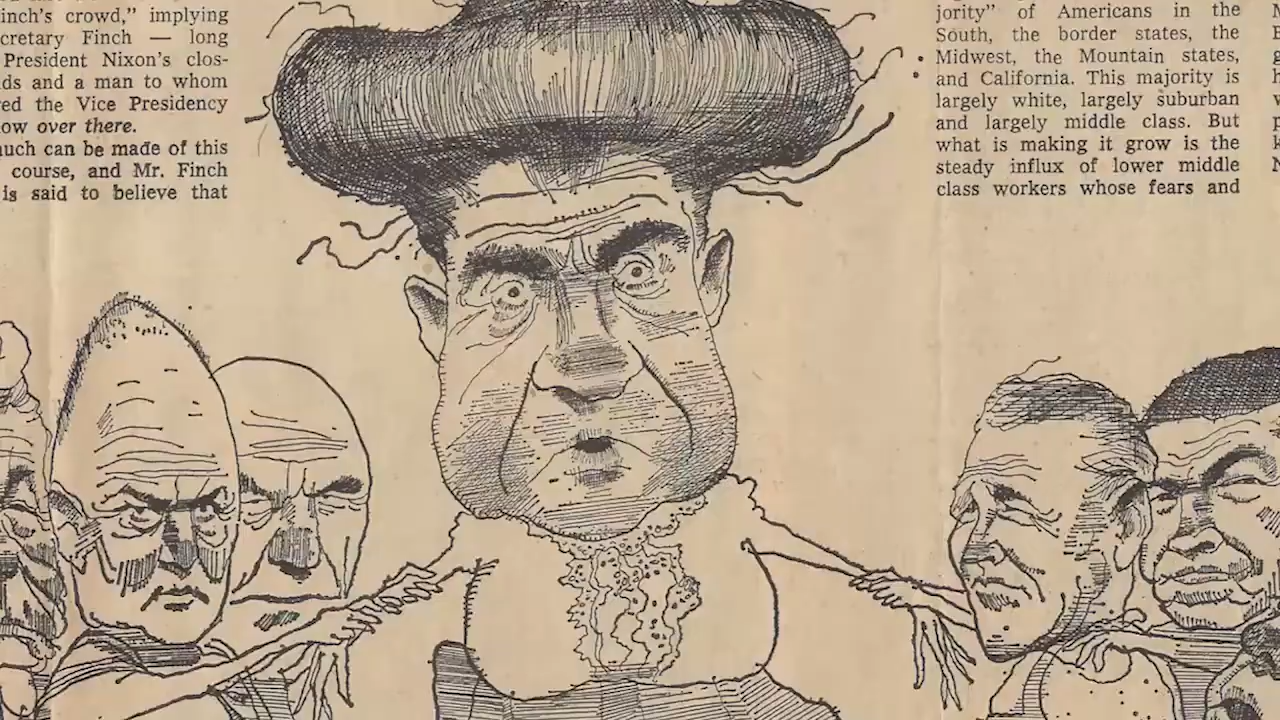 inch's crowd," implying
cretary Finch — long
President Nixon's clos-
ds and a man to whom
red the Vice Presidency
ow over there.
uch can be made of this
course, and Mr. Finch
is said to believe that
jority" of Americans in the
South, the border states, the
Midwest, the Mountain states,
and California. This majority is
largely white, largely suburban
and largely middle class. But
what is making it grow is the
steady influx of lower middle
class workers whose fears and